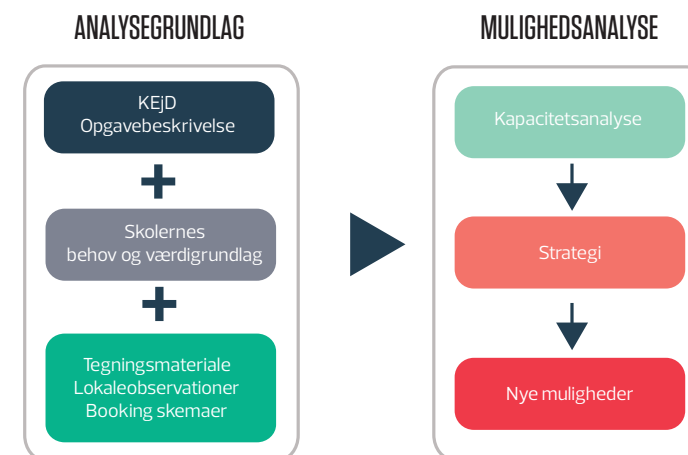 ANALYSEGRUNDLAG
KEjD
Opgavebeskrivelse
+
Skolernes
behov og værdigrundlag
+
Tegningsmateriale
Lokaleobservationer
Booking skemaer
MULIGHEDSANALYSE
Kapacitetsanalyse
Strategi
Nye muligheder